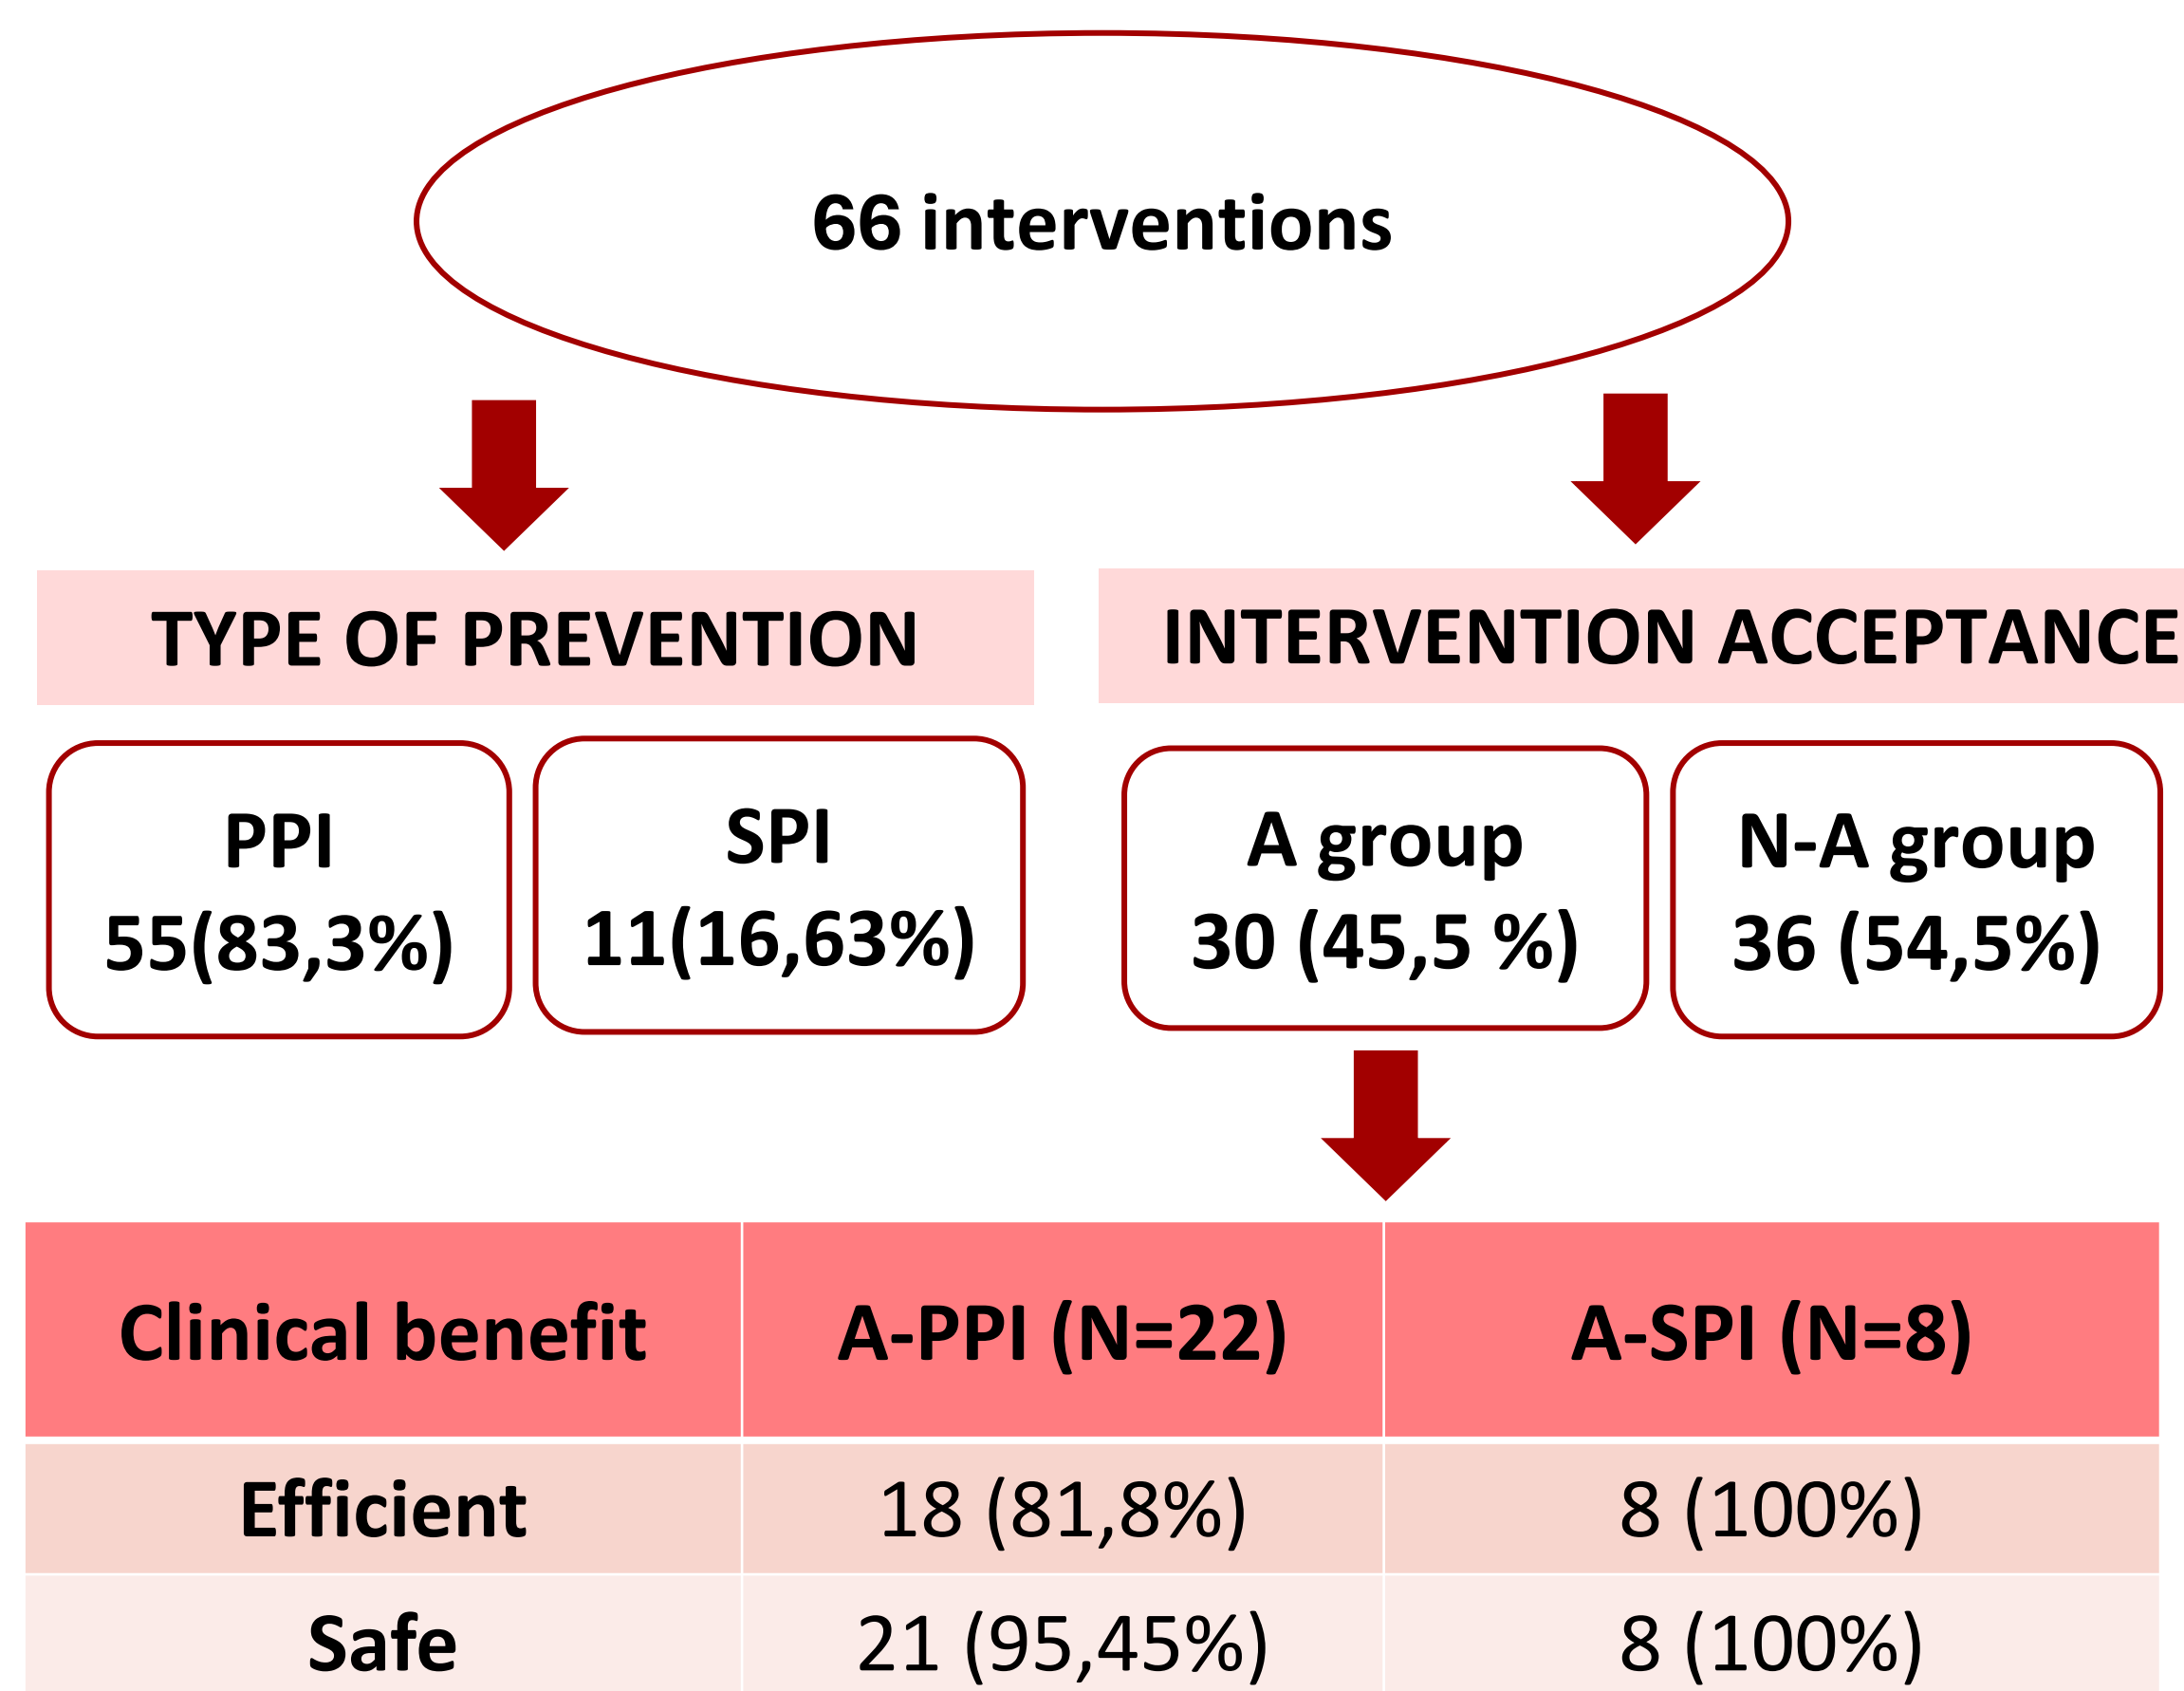 66 interventions
TYPE OF PREVENTION
INTERVENTION ACCEPTANCE
PPI
55(83,3%)
SPI
11(16,63%)
A group
30 (45,5 %)
N-A group
36 (54,5%)
Clinical benefit A-PPI (N=22) A-SPI (N=8)
Efficient 18 (81,8%) 8 (100%)
Safe 21 (95,45%) 8 (100%)